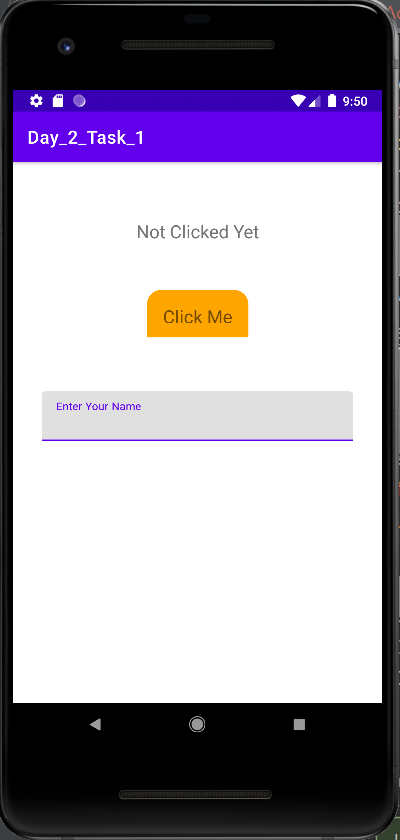 9:50
Day_2_Task_1
Not Clicked Yet
Click Me
Enter Your Name